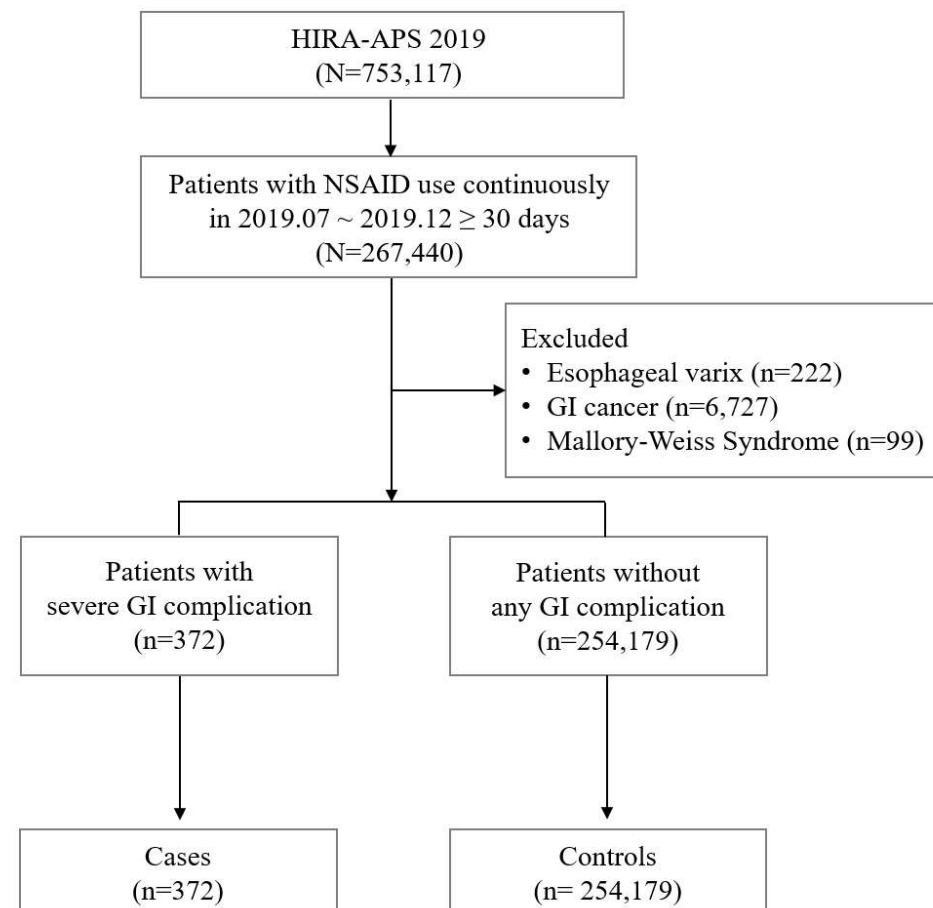 HIRA-APS 2019
(N=753,117)
Patients with NSAID use continuously
in 2019.07 ~ 2019.12 ≥ 30 days
(N=267,440)
Excluded
• Esophageal varix (n=222)
• GI cancer (n=6,727)
• Mallory-Weiss Syndrome (n=99)
Patients with
severe GI complication
(n=372)
Patients without
any GI complication
(n=254,179)
Cases
(n=372)
Controls
(n= 254,179)